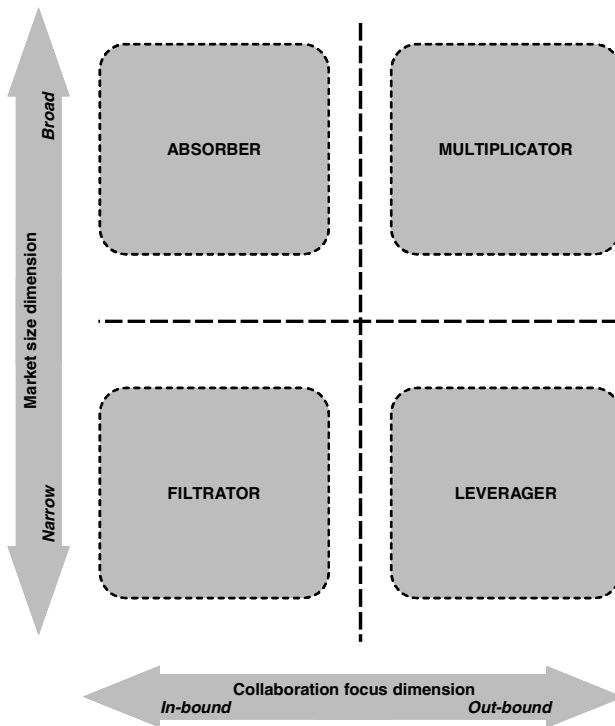 Broad
ABSORBER
MULTIPLICATOR
Market size dimension
Narrow
FILTRATOR
LEVERAGER
Collaboration focus dimension
In-bound
Out-bound